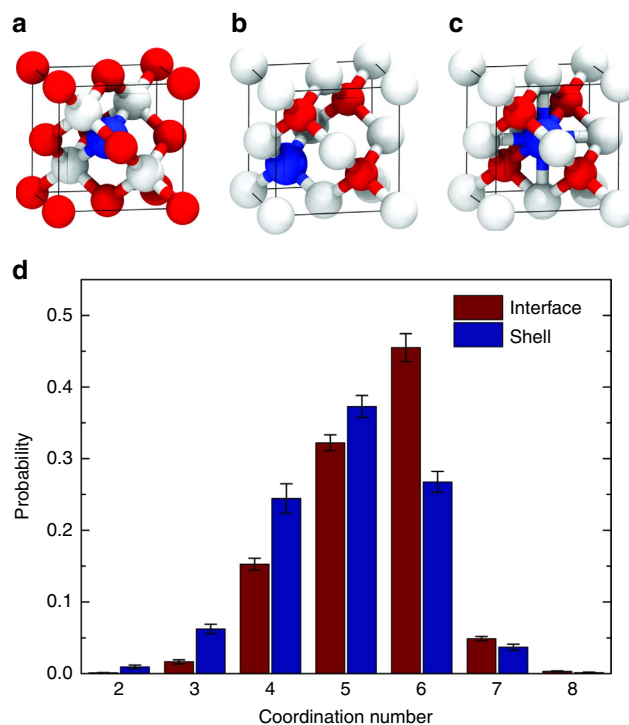 a
b
c
d
0.5
0.4
0.3
0.2
0.1
0.0
Probability
Interface
Shell
2 3 4 5 6 7 8
Coordination number